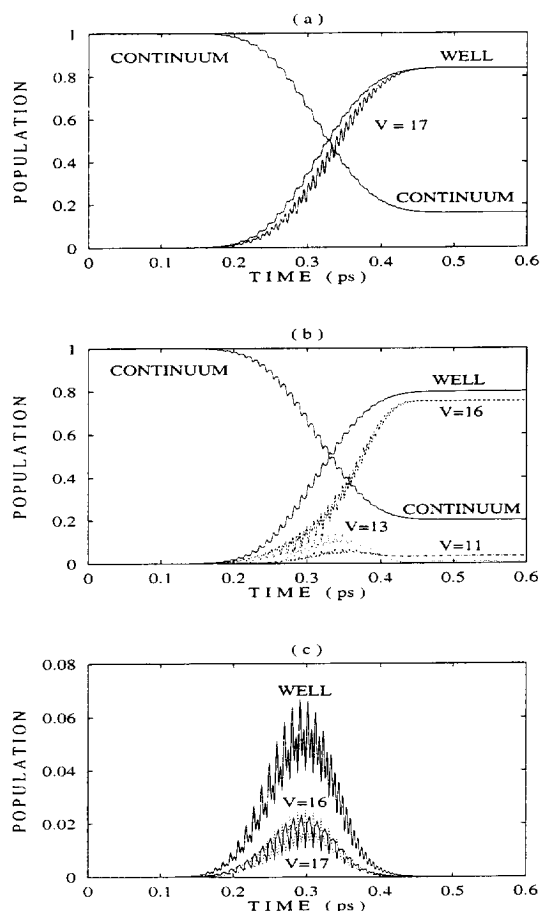 ( a )
1
CONTINUUM
WELL
0.8
V = 17
0.6
POPULATION
0.4
CONTINUUM
0.2
0
0 0.1 0.2 0.3 0.4 0.5 0.6
TIME ( ps )
( b )
1
CONTINUUM
WELL
0.8
V=16
0.6
POPULATION
0.4
CONTINUUM
V=13
0.2
V=11
0
0 0.1 0.2 0.3 0.4 0.5 0.6
TIME ( ps )
( c )
0.08
WELL
0.06
POPULATION
0.04
V=16
0.02
V=17
0
0 0.1 0.2 0.3 0.4 0.5 0.6
TIME ( ps )